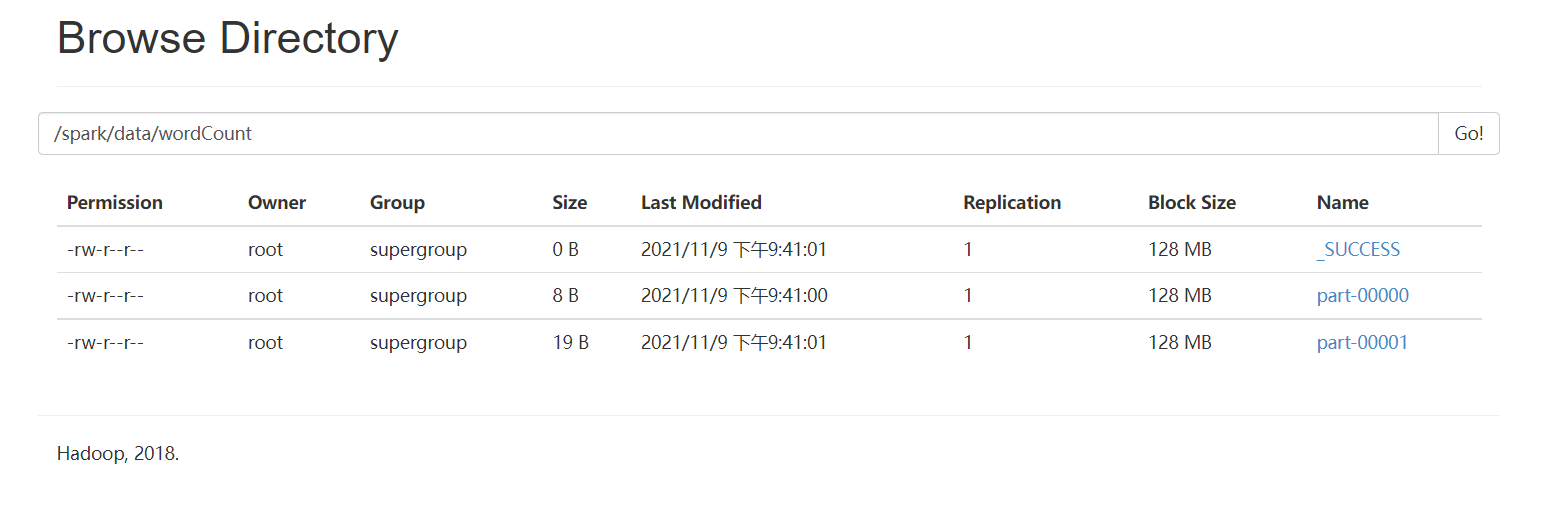 Browse Directory
/spark/data/wordCount Go!
Permission Owner Group Size Last Modified Replication Block Size Name
-rw-r--r-- root supergroup 0 B 2021/11/9 下午9:41:01 1 128 MB _SUCCESS
-rw-r--r-- root supergroup 8 B 2021/11/9 下午9:41:00 1 128 MB part-00000
-rw-r--r-- root supergroup 19 B 2021/11/9 下午9:41:01 1 128 MB part-00001
Hadoop, 2018.